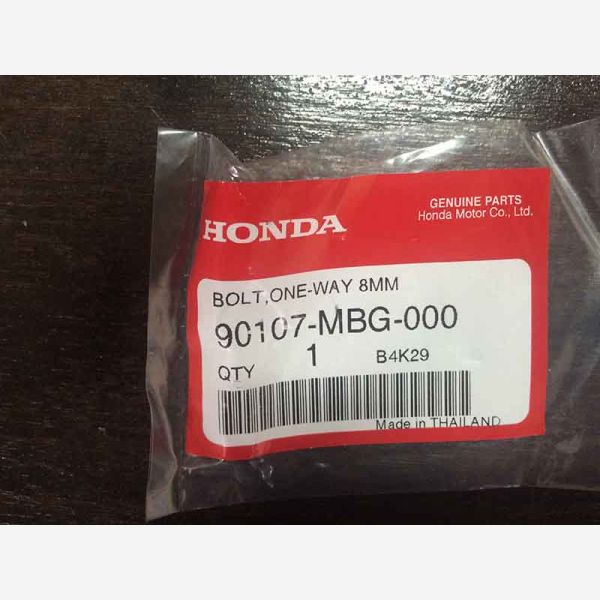 HONDA
GENUINE PARTS
Honda Motor Co., Ltd.
BOLT,ONE-WAY 8MM
90107-MBG-000
QTY 1 B4K29
Made in THAILAND